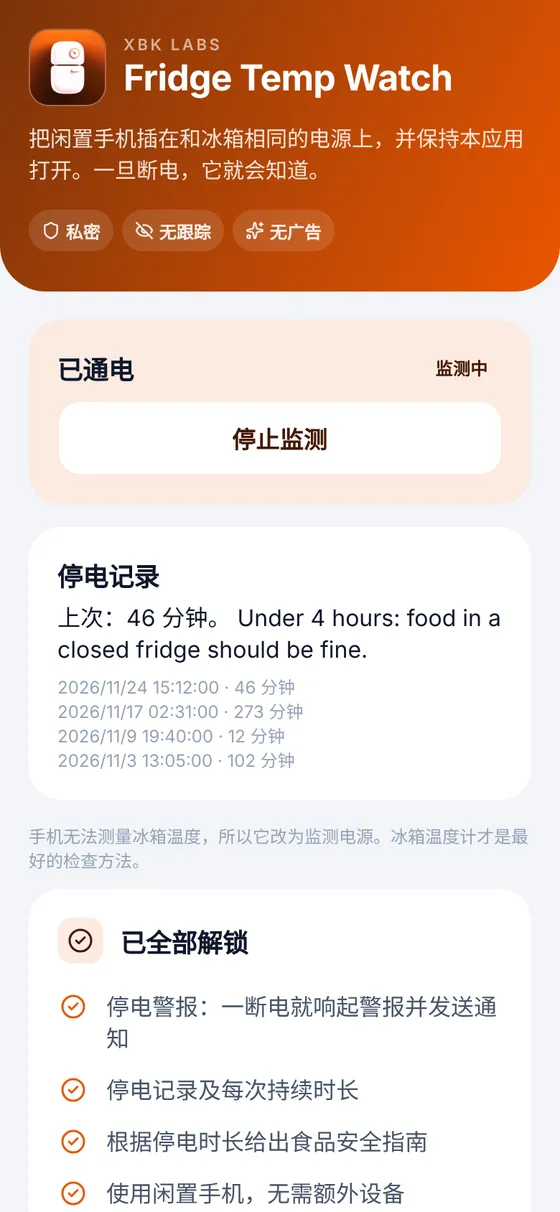 XBK LABS
Fridge Temp Watch
把闲置手机插在和冰箱相同的电源上，并保持本应用
打开。一旦断电，它就会知道。
私密
无跟踪
无广告
已通电
监测中
停止监测
停电记录
上次：46 分钟。 Under 4 hours: food in a
closed fridge should be fine.
2026/11/24 15:12:00 · 46 分钟
2026/11/17 02:31:00 · 273 分钟
2026/11/9 19:40:00 · 12 分钟
2026/11/3 13:05:00 · 102 分钟
手机无法测量冰箱温度，所以它改为监测电源。冰箱温度计才是最
好的检查方法。
已全部解锁
停电警报：一断电就响起警报并发送通
知
停电记录及每次持续时长
根据停电时长给出食品安全指南
使用闲置手机，无需额外设备